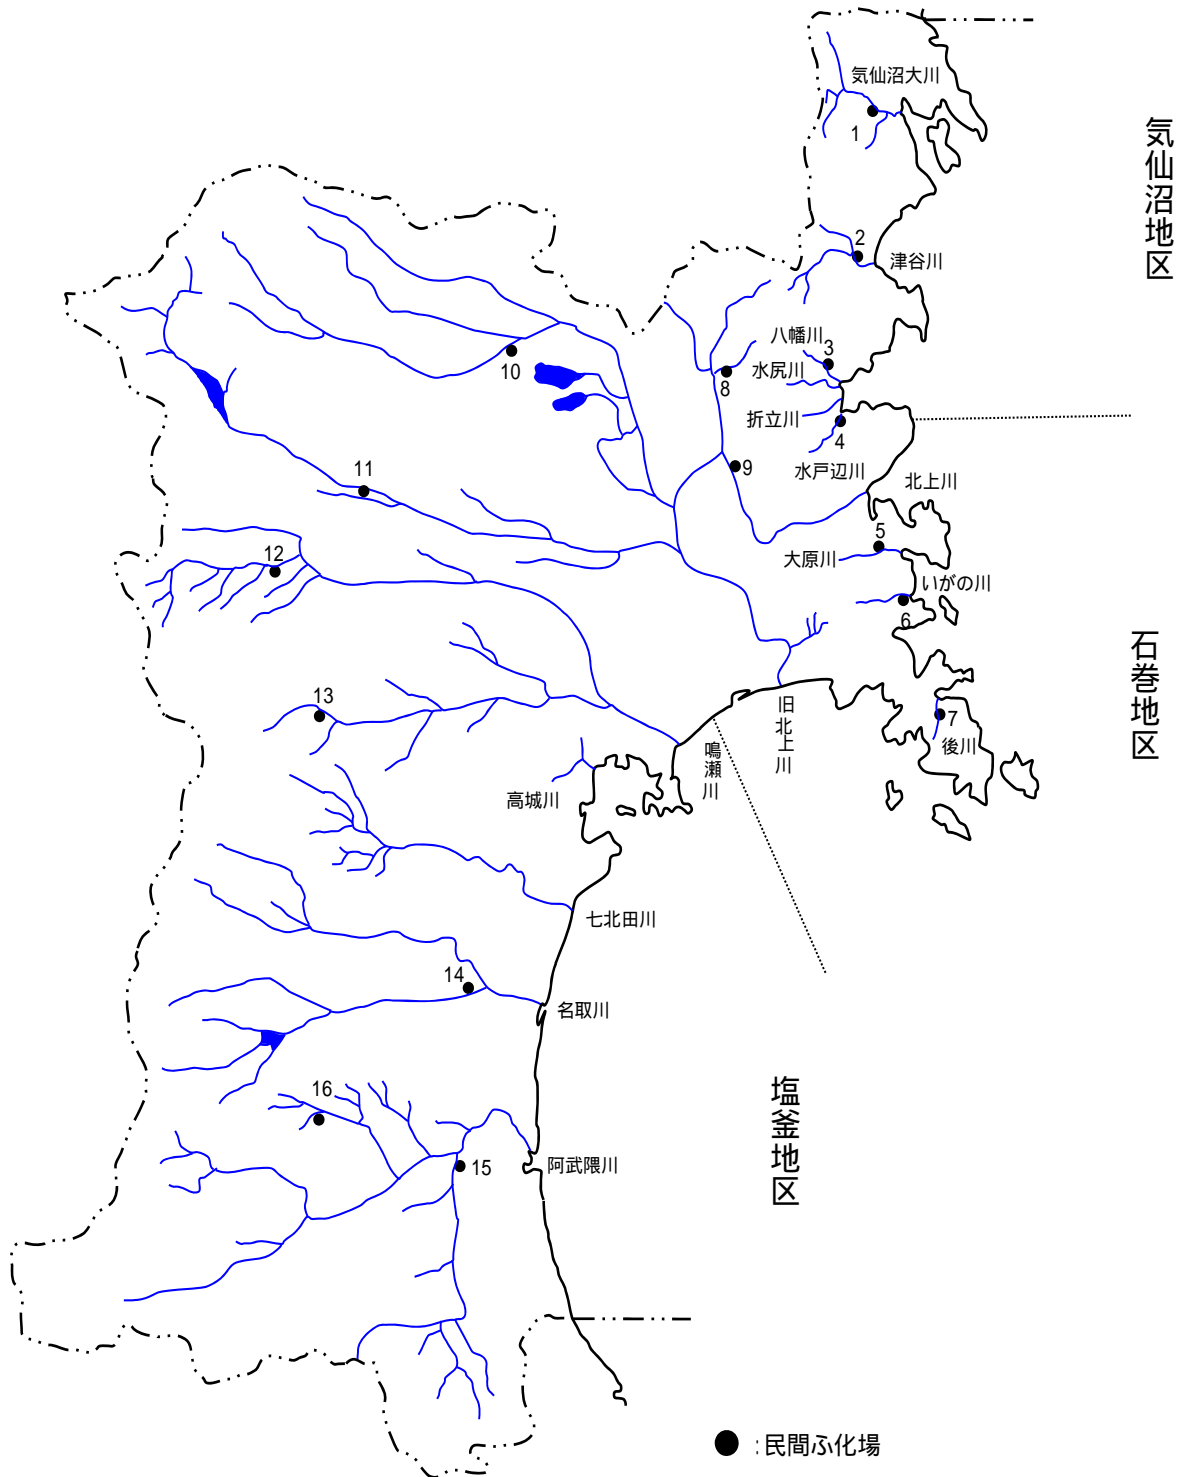 気仙沼大川
1
気仙沼地区
2
津谷川
八幡川
3
水尻川
10
8
折立川
4
11
9
水戸辺川
北上川
5
12
大原川
いがの川
6
石巻地区
13
旧北上川
7
後川
鳴瀬川
高城川
七北田川
14
名取川
16
塩釜地区
15
阿武隈川
:民間ふ化場